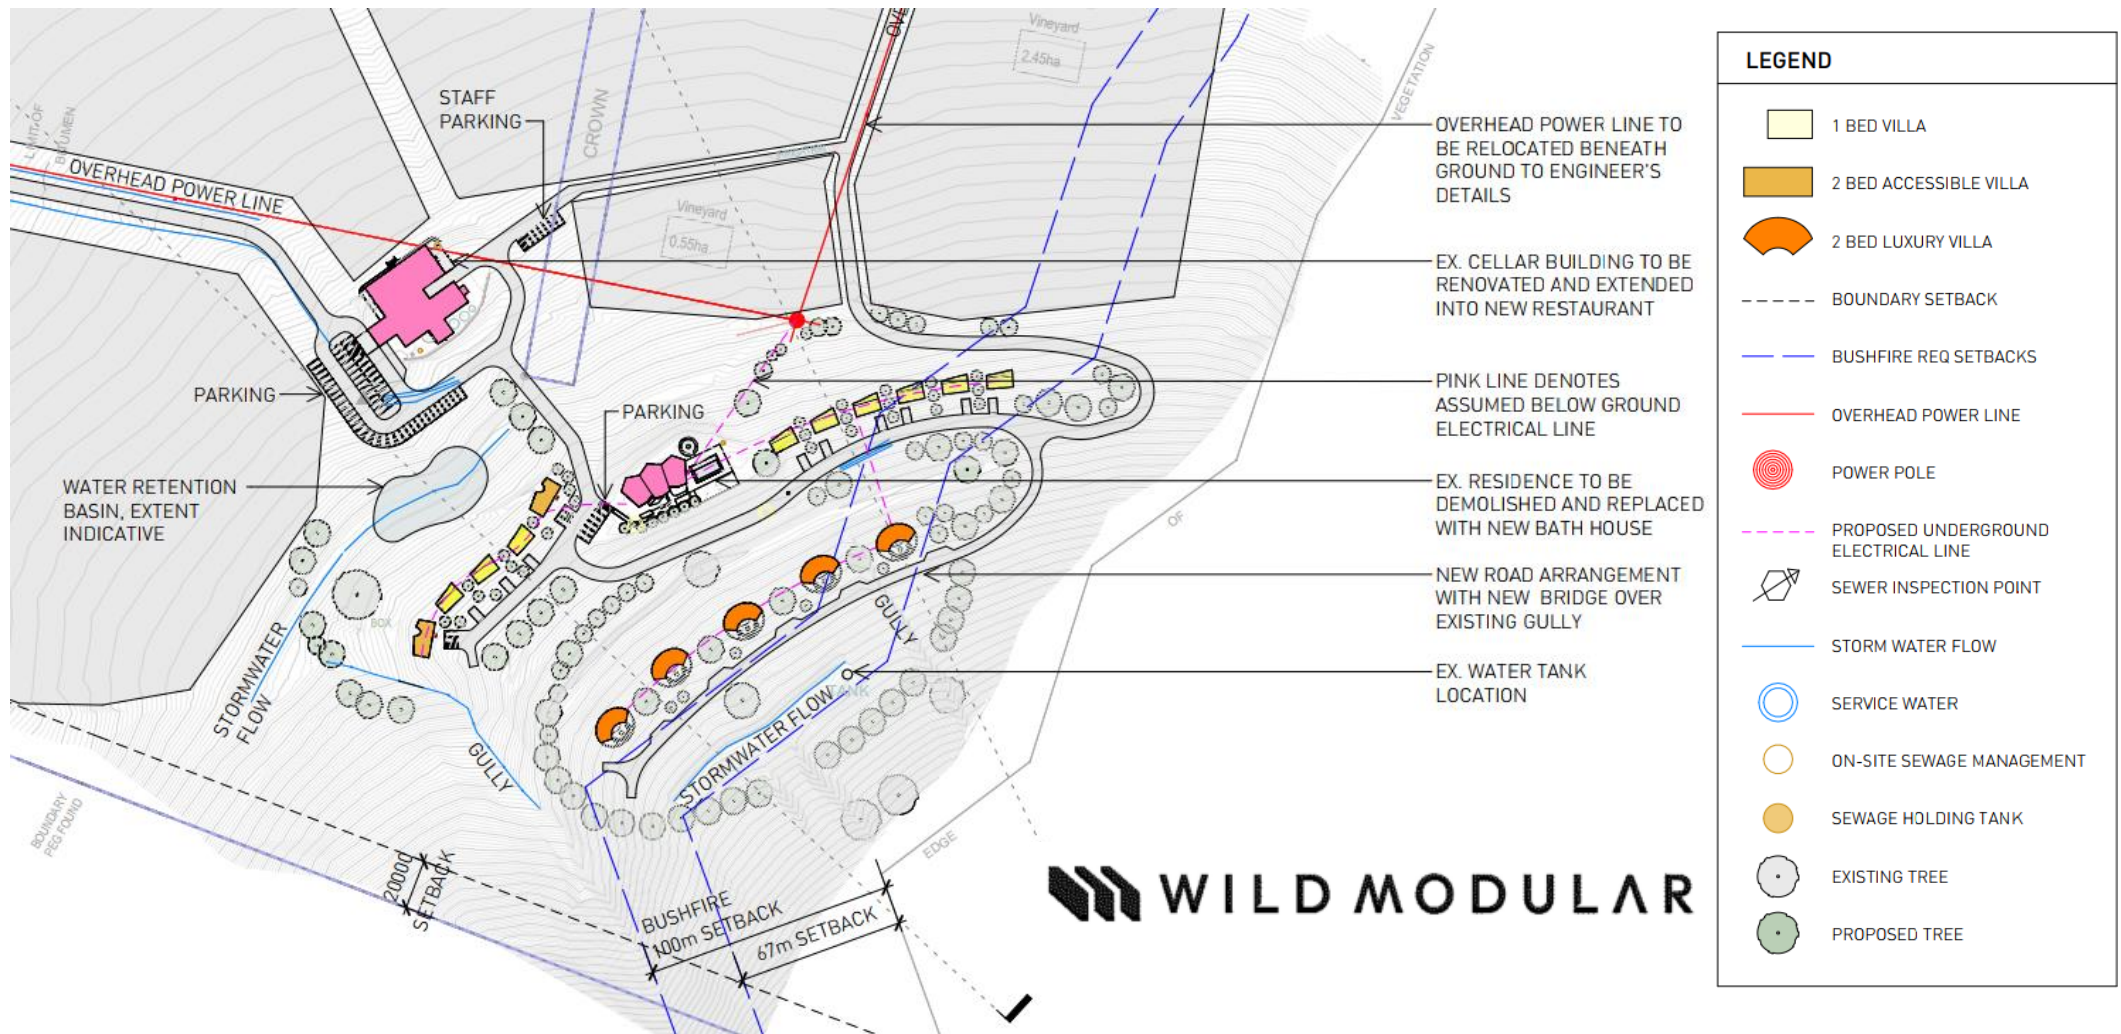 Vineyard
2.45ha
OVE
VEGETATION
STAFF
PARKING
CROWN
LIMIT OF
BITUMEN
OVERHEAD POWER LINE
Vineyard
0.55ha
PARKING
PARKING
WATER RETENTION
BASIN, EXTENT
INDICATIVE
BOX
STORMWATER
FLOW
GULLY
GULLY
TANK
STORMWATER FLOW
OF
EDGE
BOUNDARY
PEG FOUND
20000
SETBACK
BUSHFIRE
100m SETBACK
67m SETBACK
OVERHEAD POWER LINE TO
BE RELOCATED BENEATH
GROUND TO ENGINEER'S
DETAILS
EX. CELLAR BUILDING TO BE
RENOVATED AND EXTENDED
INTO NEW RESTAURANT
PINK LINE DENOTES
ASSUMED BELOW GROUND
ELECTRICAL LINE
EX. RESIDENCE TO BE
DEMOLISHED AND REPLACED
WITH NEW BATH HOUSE
NEW ROAD ARRANGEMENT
WITH NEW BRIDGE OVER
EXISTING GULLY
EX. WATER TANK
LOCATION
WILD MODULAR
LEGEND
1 BED VILLA
2 BED ACCESSIBLE VILLA
2 BED LUXURY VILLA
BOUNDARY SETBACK
BUSHFIRE REQ SETBACKS
OVERHEAD POWER LINE
POWER POLE
PROPOSED UNDERGROUND
ELECTRICAL LINE
SEWER INSPECTION POINT
STORM WATER FLOW
SERVICE WATER
ON-SITE SEWAGE MANAGEMENT
SEWAGE HOLDING TANK
EXISTING TREE
PROPOSED TREE